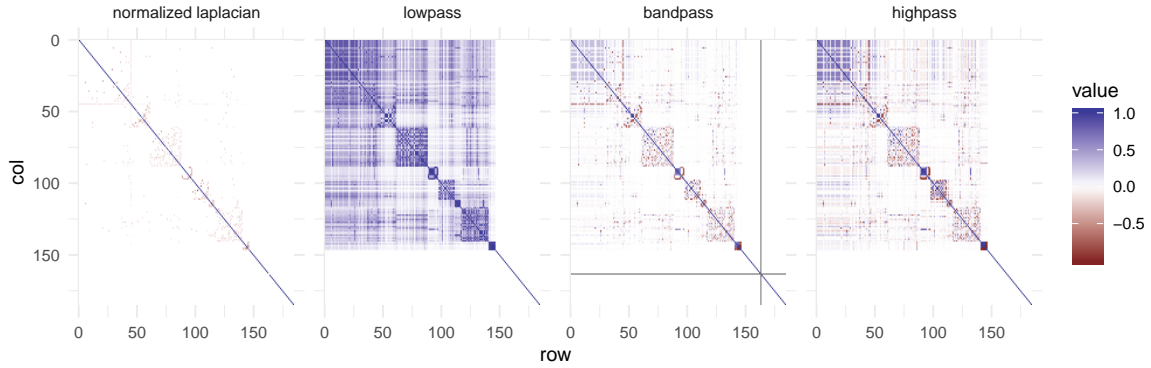 normalized laplacian lowpass bandpass highpass
0
50
100
150
col
0 50 100 150 0 50 100 150 0 50 100 150 0 50 100 150
row
value
1.0
0.5
0.0
−0.5